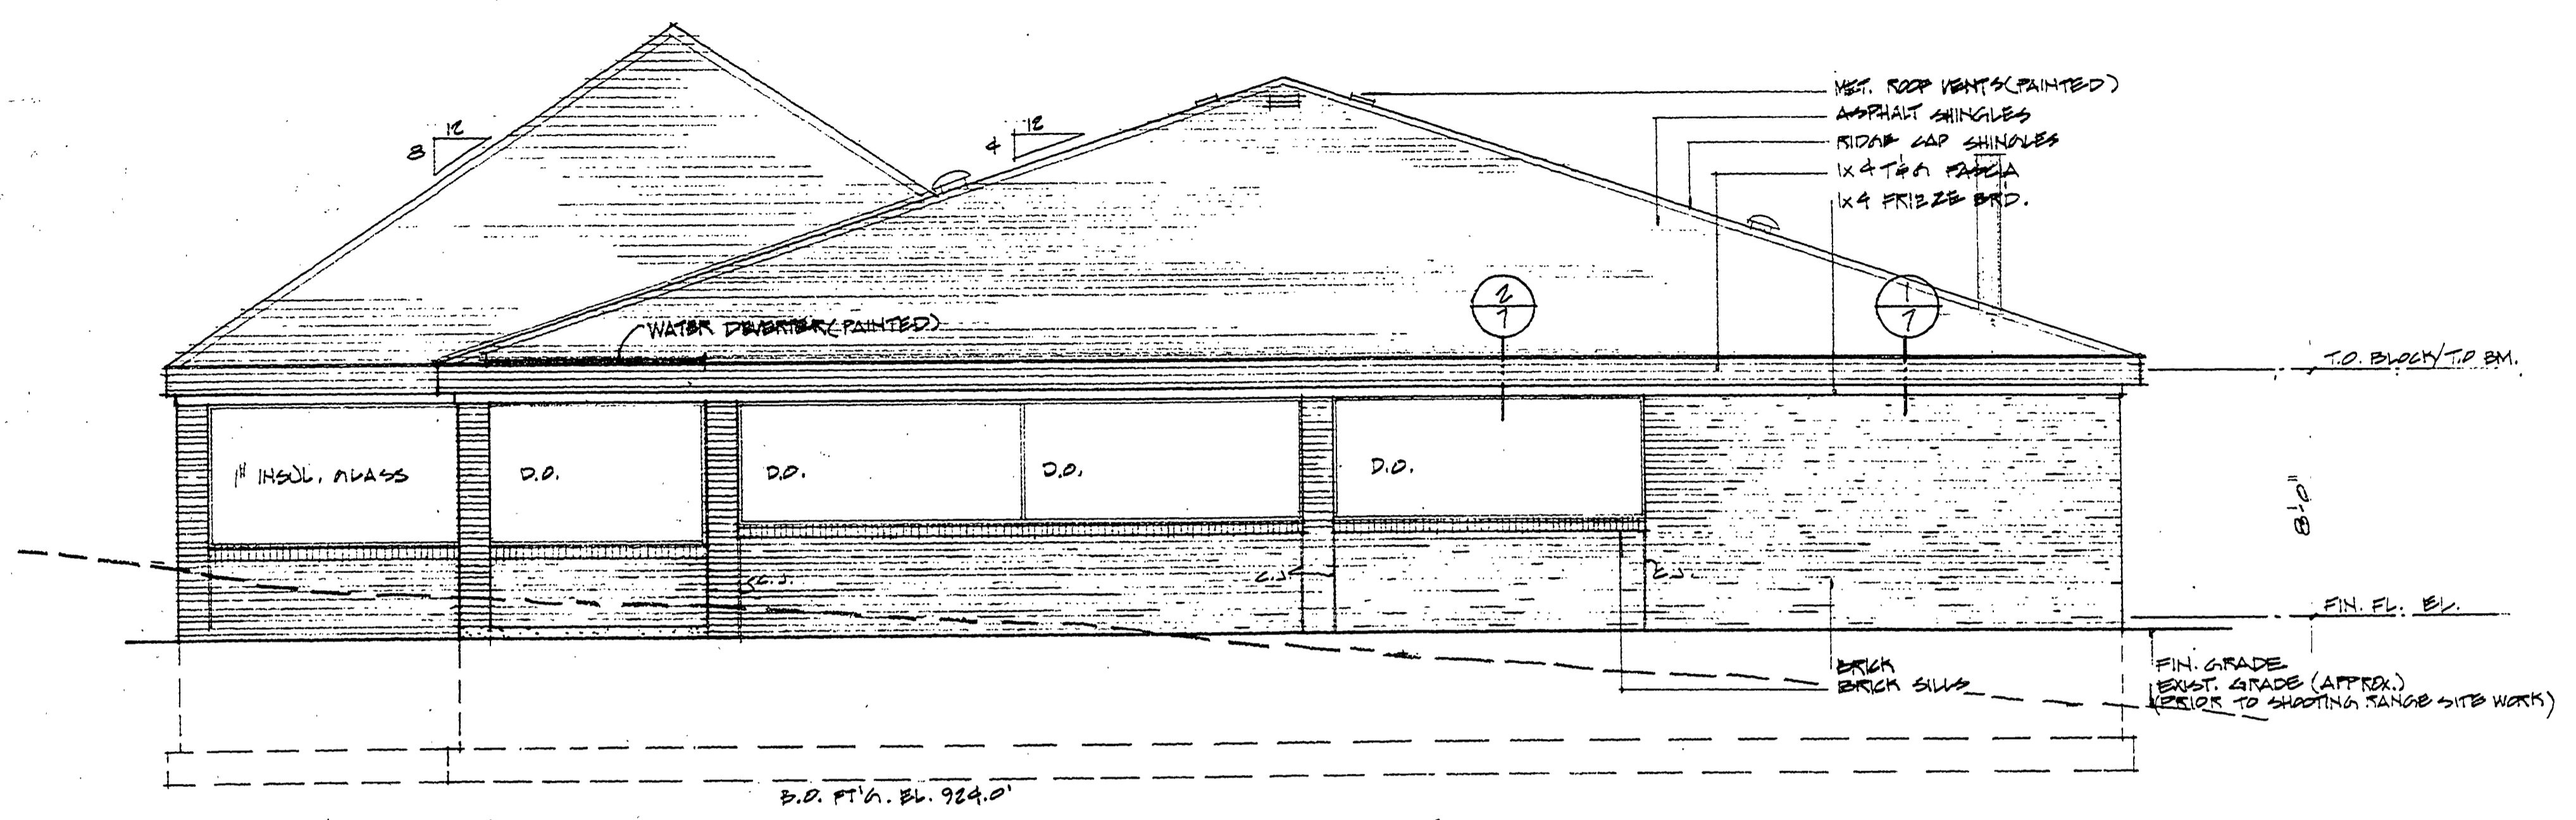 MET. ROOF VENTS (PAINTED)
ASPHALT SHINGLES
RIDGE CAP SHINGLES
1x4 T&G FASCIA
1x4 FRIZZE BRD.
12
8
12
4
2
7
1
7
WATER DEVERTER (PAINTED)
T.O. BLOCK/T.O BM.
1" INSUL. GLASS
D.O.
D.O.
D.O.
D.O.
8'-0"
C.J.
C.J.
C.J.
FIN. FL. EL.
BRICK
BRICK SILLS
FIN. GRADE
EXIST. GRADE (APPROX.)
(PRIOR TO SHOOTING RANGE SITE WORK)
B.O. FT'G. EL. 924.0'